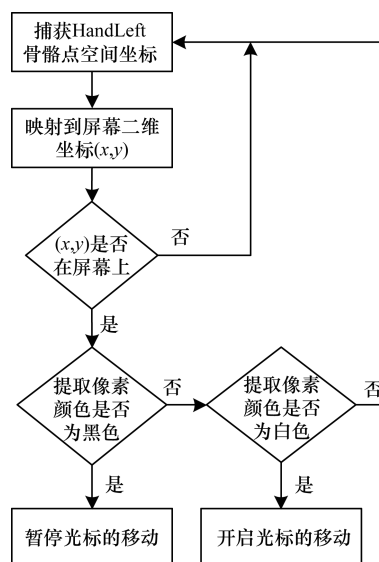 捕获HandLeft
骨骼点空间坐标
映射到屏幕二维
坐标(x,y)
(x,y)是否
在屏幕上
否
是
提取像素
颜色是否
为黑色
否
提取像素
颜色是否
为白色
否
是
是
暂停光标的移动
开启光标的移动